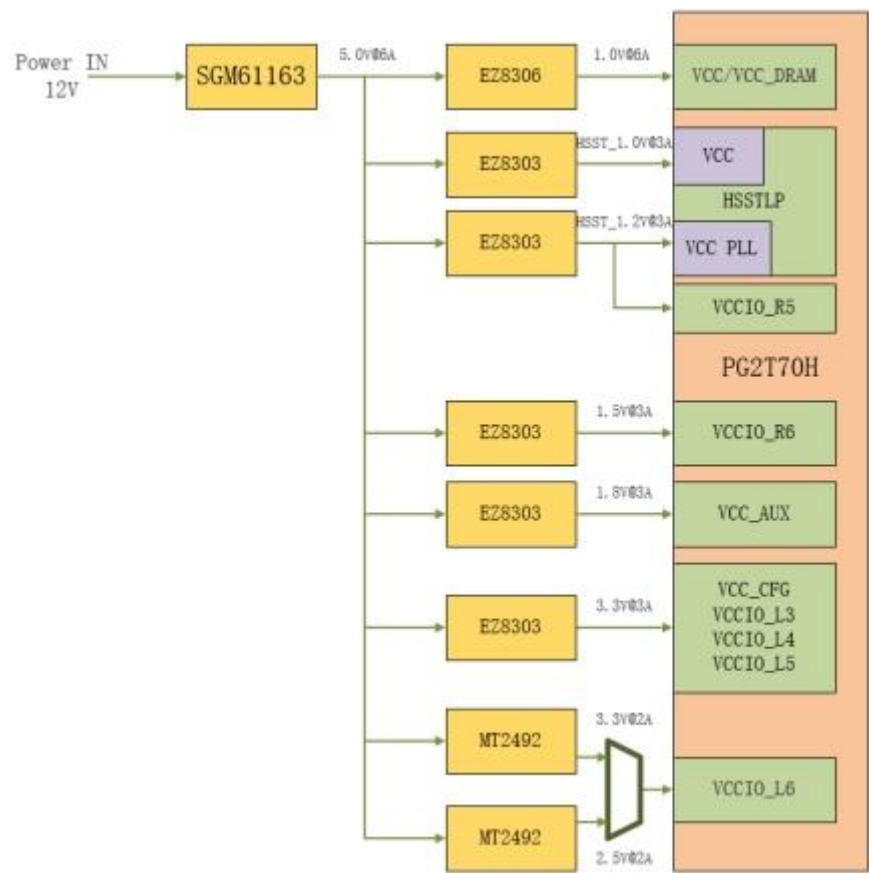 Power IN
12V
SGM61163
5.0V@6A
EZ8306
1.0V@6A
VCC/VCC_DRAM
EZ8303
HSST_1.0V@3A
VCC
HSSTLP
EZ8303
HSST_1.2V@3A
VCC PLL
VCCIO_R5
PG2T70H
EZ8303
1.5V@3A
VCCIO_R6
EZ8303
1.8V@3A
VCC_AUX
EZ8303
3.3V@3A
VCC_CFG
VCCIO_L3
VCCIO_L4
VCCIO_L5
MT2492
3.3V@2A
VCCIO_L6
MT2492
2.5V@2A